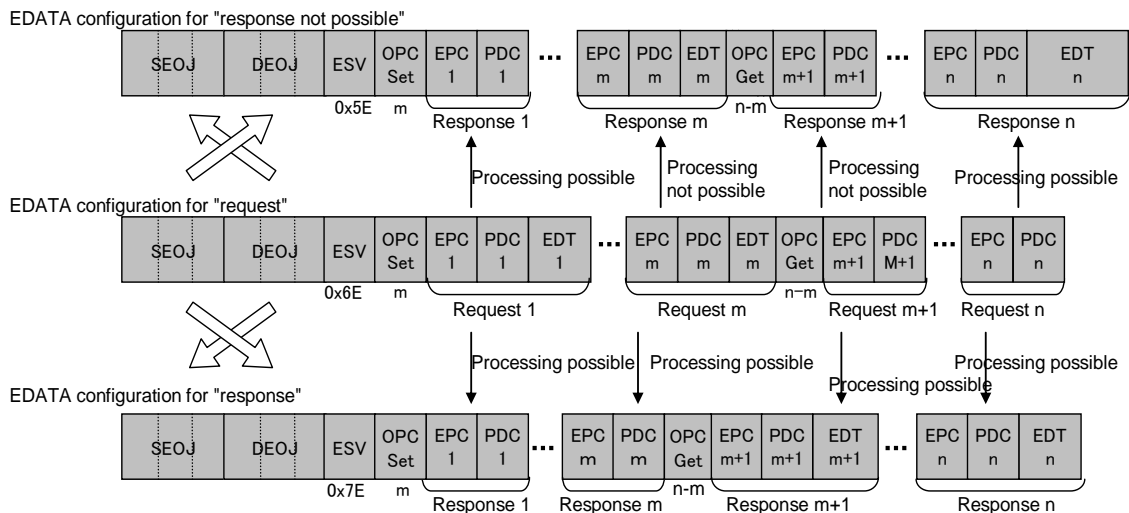 EDATA configuration for "response not possible"
SEOJ DEOJ ESV OPC Set EPC 1 PDC 1 ... EPC m PDC m EDT m OPC Get EPC m+1 PDC m+1 ... EPC n PDC n EDT n
0x5E m Response 1 Response m n-m Response m+1 Response n
Processing possible Processing not possible Processing not possible Processing possible
EDATA configuration for "request"
SEOJ DEOJ ESV OPC Set EPC 1 PDC 1 EDT 1 ... EPC m PDC m EDT m OPC Get EPC m+1 PDC M+1 ... EPC n PDC n
0x6E m Request 1 Request m n-m Request m+1 Request n
Processing possible Processing possible Processing possible Processing possible
EDATA configuration for "response"
SEOJ DEOJ ESV OPC Set EPC 1 PDC 1 ... EPC m PDC m OPC Get EPC m+1 PDC m+1 EDT m+1 ... EPC n PDC n EDT n
0x7E m Response 1 Response m n-m Response m+1 Response n